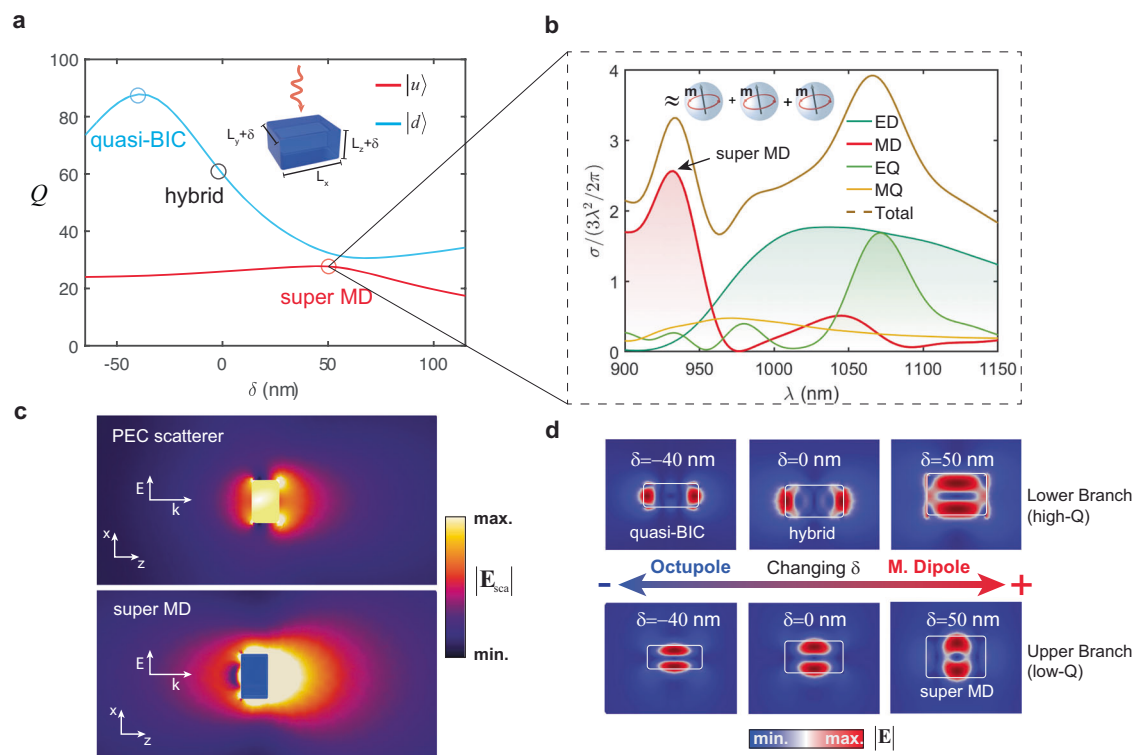 a
100
80
60
40
20
0
Q
-50
0
50
100
δ (nm)
quasi-BIC
hybrid
super MD
|u⟩
|d⟩
L_y+δ
L_z+δ
L_x
b
4
3
2
1
0
σ/(3λ²/2π)
900
950
1000
1050
1100
1150
λ (nm)
≈ m + m + m
super MD
ED
MD
EQ
MQ
Total
c
PEC scatterer
E
k
x
z
super MD
E
k
x
z
max.
|E_sca|
min.
d
δ=−40 nm
quasi-BIC
δ=0 nm
hybrid
δ=50 nm
Lower Branch
(high-Q)
- Octupole Changing δ M. Dipole +
δ=−40 nm
δ=0 nm
δ=50 nm
super MD
Upper Branch
(low-Q)
min. max. |E|